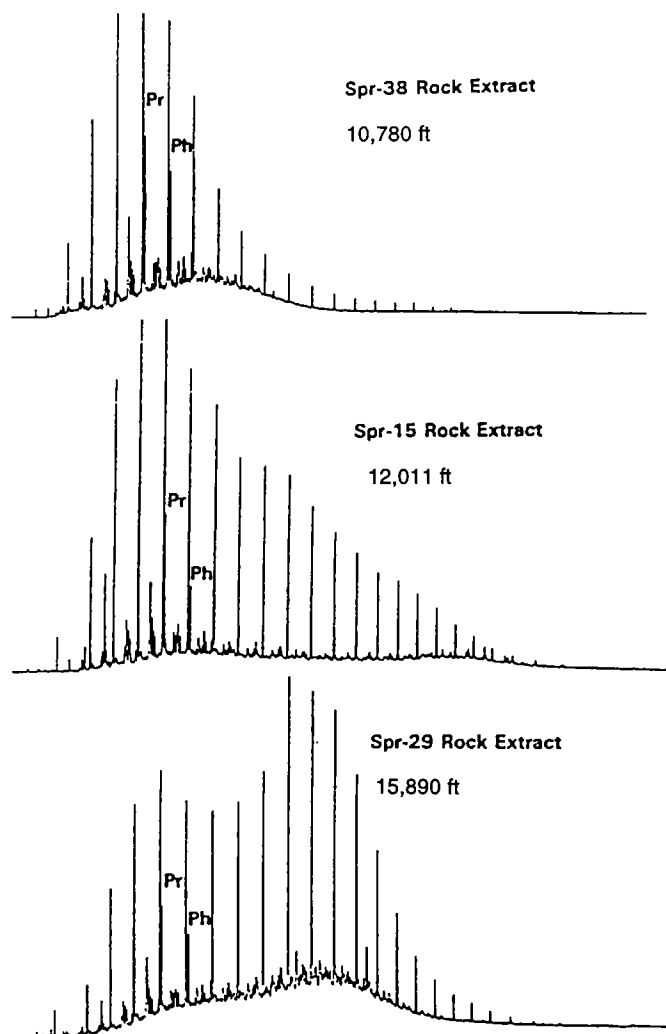 Pr
Ph
Spr-38 Rock Extract
10,780 ft
Spr-15 Rock Extract
12,011 ft
Pr
Ph
Spr-29 Rock Extract
15,890 ft
Pr
Ph